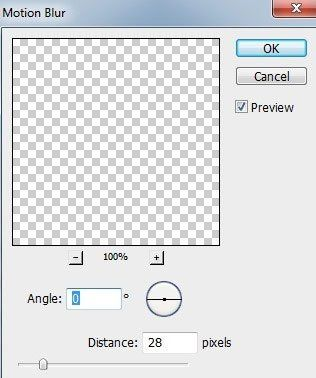 Motion Blur
OK
Cancel
Preview
- 100% +
Angle: 0 °
Distance: 28 pixels